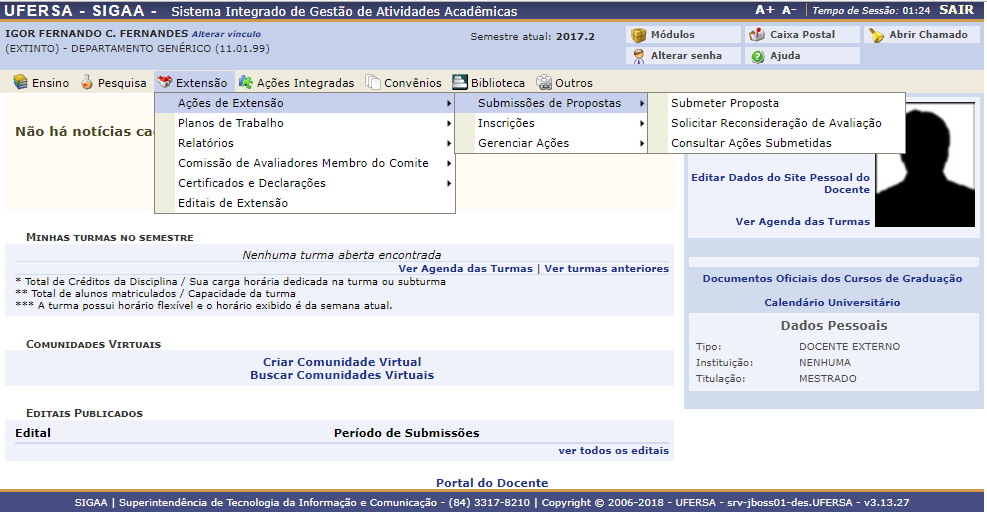 UFERSA - SIGAA - Sistema Integrado de Gestão de Atividades Acadêmicas
A+ A- | Tempo de Sessão: 01:24 SAIR
IGOR FERNANDO C. FERNANDES Alterar vínculo
(EXTINTO) - DEPARTAMENTO GENÉRICO (11.01.99)
Semestre atual: 2017.2
Módulos
Caixa Postal
Abrir Chamado
Alterar senha
Ajuda
Ensino Pesquisa Extensão Ações Integradas Convênios Biblioteca Outros
Ações de Extensão
Planos de Trabalho
Relatórios
Comissão de Avaliadores Membro do Comite
Certificados e Declarações
Editais de Extensão
Submissões de Propostas
Inscrições
Gerenciar Ações
Submeter Proposta
Solicitar Reconsideração de Avaliação
Consultar Ações Submetidas
Não há notícias ca
Editar Dados do Site Pessoal do
Docente
Ver Agenda das Turmas
MINHAS TURMAS NO SEMESTRE
Nenhuma turma aberta encontrada
Ver Agenda das Turmas | Ver turmas anteriores
* Total de Créditos da Disciplina / Sua carga horária dedicada na turma ou subturma
** Total de alunos matriculados / Capacidade da turma
*** A turma possui horário flexível e o horário exibido é da semana atual.
COMUNIDADES VIRTUAIS
Criar Comunidade Virtual
Buscar Comunidades Virtuais
EDITAIS PUBLICADOS
Edital Período de Submissões
ver todos os editais
Documentos Oficiais dos Cursos de Graduação
Calendário Universitário
Dados Pessoais
Tipo: DOCENTE EXTERNO
Instituição: NENHUMA
Titulação: MESTRADO
Portal do Docente
SIGAA | Superintendência de Tecnologia da Informação e Comunicação - (84) 3317-8210 | Copyright © 2006-2018 - UFERSA - srv-jboss01-des.UFERSA - v3.13.27